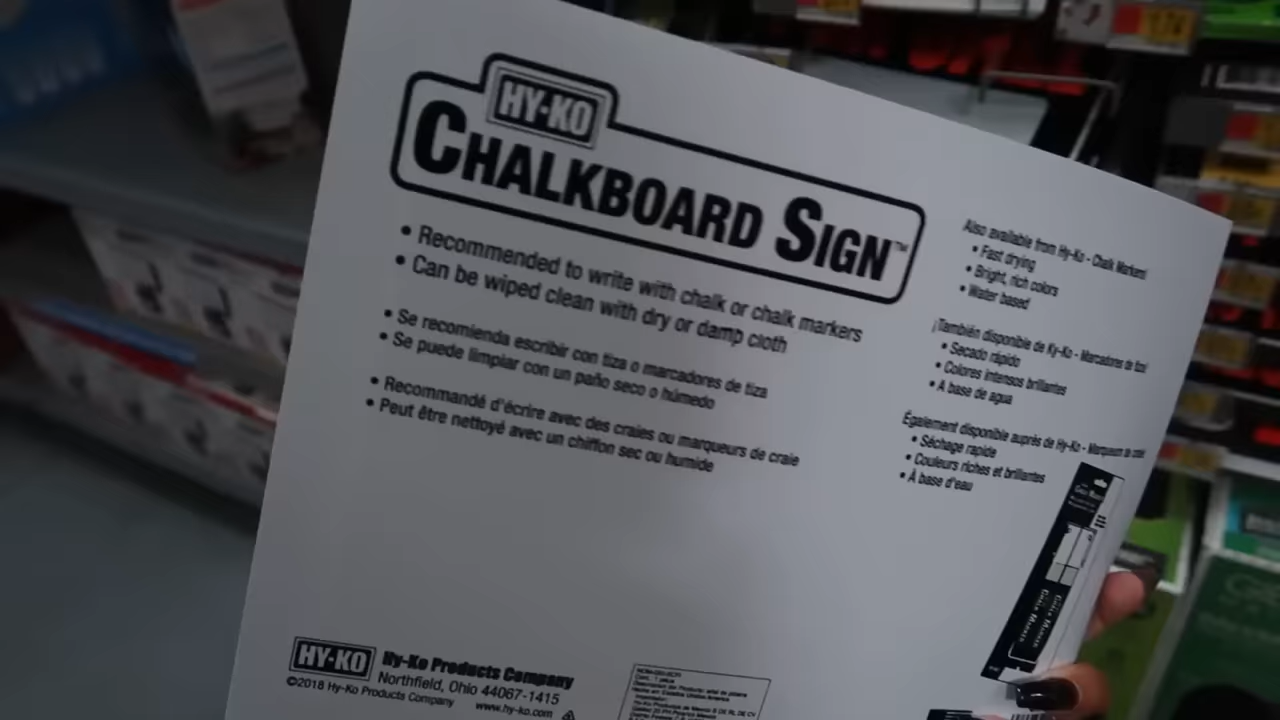 HY-KO
CHALKBOARD SIGN™
• Recommended to write with chalk or chalk markers
• Can be wiped clean with dry or damp cloth
• Se recomienda escribir con tiza o marcadores de tiza
• Se puede limpiar con un paño seco o húmedo
• Recommandé d'écrire avec des craies ou marqueurs de craie
• Peut être nettoyé avec un chiffon sec ou humide
Also available from Hy-Ko - Chalk Markers!
• Fast drying
• Bright, rich colors
• Water based
¡También disponible de Ky-Ko - Marcadores de tiza!
• Secado rápido
• Colores intensos brillantes
• A base de agua
Également disponible auprès de Hy-Ko - Marqueurs de craie
• Séchage rapide
• Couleurs riches et brillantes
• À base d'eau
HY-KO
Hy-Ko Products Company
Northfield, Ohio 44067-1415
©2018 Hy-Ko Products Company www.hy-ko.com